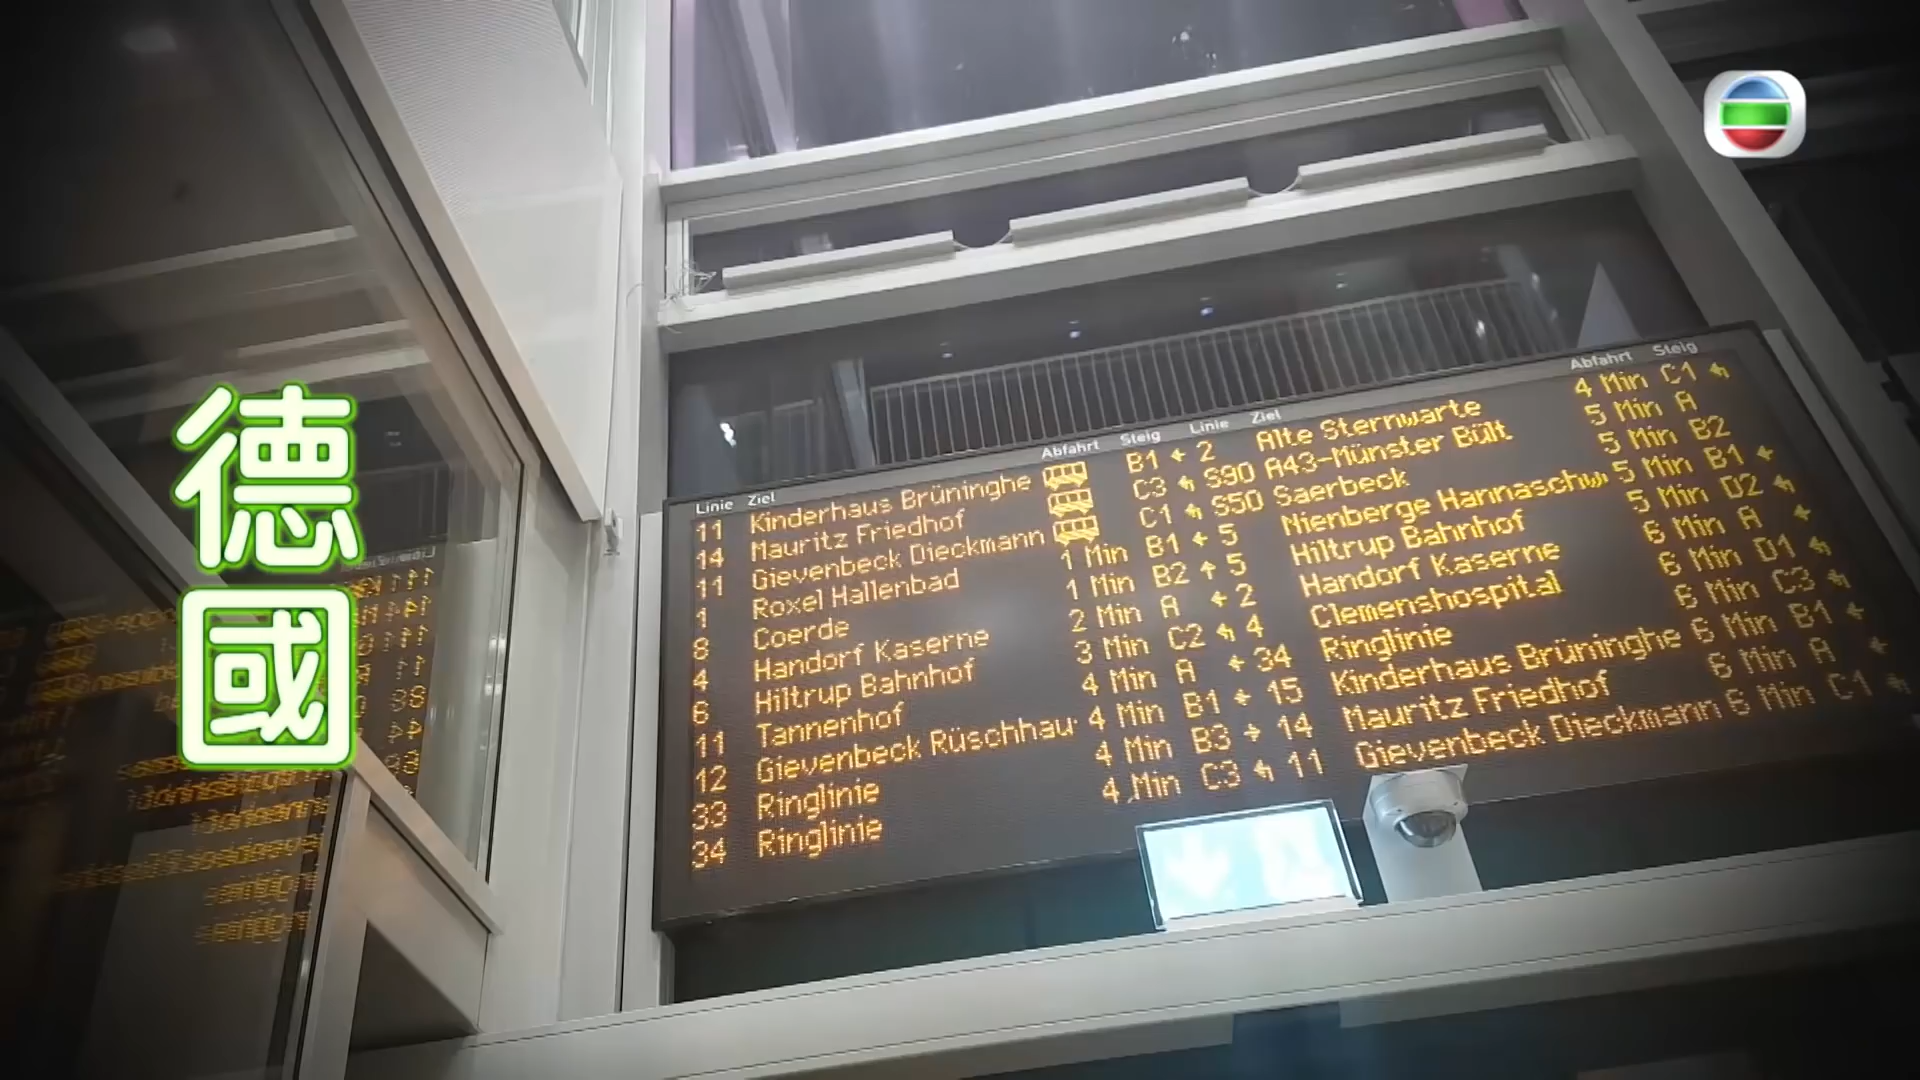 德國
Linie Ziel Abfahrt Steig
11 Kinderhaus Brüninghe B1 ←
14 Mauritz Friedhof C3 ↰
11 Gievenbeck Dieckmann C1 ↰
1 Roxel Hallenbad 1 Min B1 ←
8 Coerde 1 Min B2 ↑
4 Handorf Kaserne 2 Min A ←
6 Hiltrup Bahnhof 3 Min C2 ↰
11 Tannenhof 4 Min A ←
12 Gievenbeck Rüschhau 4 Min B1 ←
33 Ringlinie 4 Min B3 →
34 Ringlinie 4 Min C3 ↰
Linie Ziel Abfahrt Steig
2 Alte Sternwarte 4 Min C1 ↰
S90 A43-Münster Bült 5 Min A
S50 Saerbeck 5 Min B2
5 Nienberge Hannaschw 5 Min B1 ←
5 Hiltrup Bahnhof 5 Min D2 ↰
2 Handorf Kaserne 6 Min A ←
4 Clemenshospital 6 Min D1 ↰
34 Ringlinie 6 Min C3 ↰
15 Kinderhaus Brüninghe 6 Min B1 ←
14 Mauritz Friedhof 6 Min A ←
11 Gievenbeck Dieckmann 6 Min C1 ↰